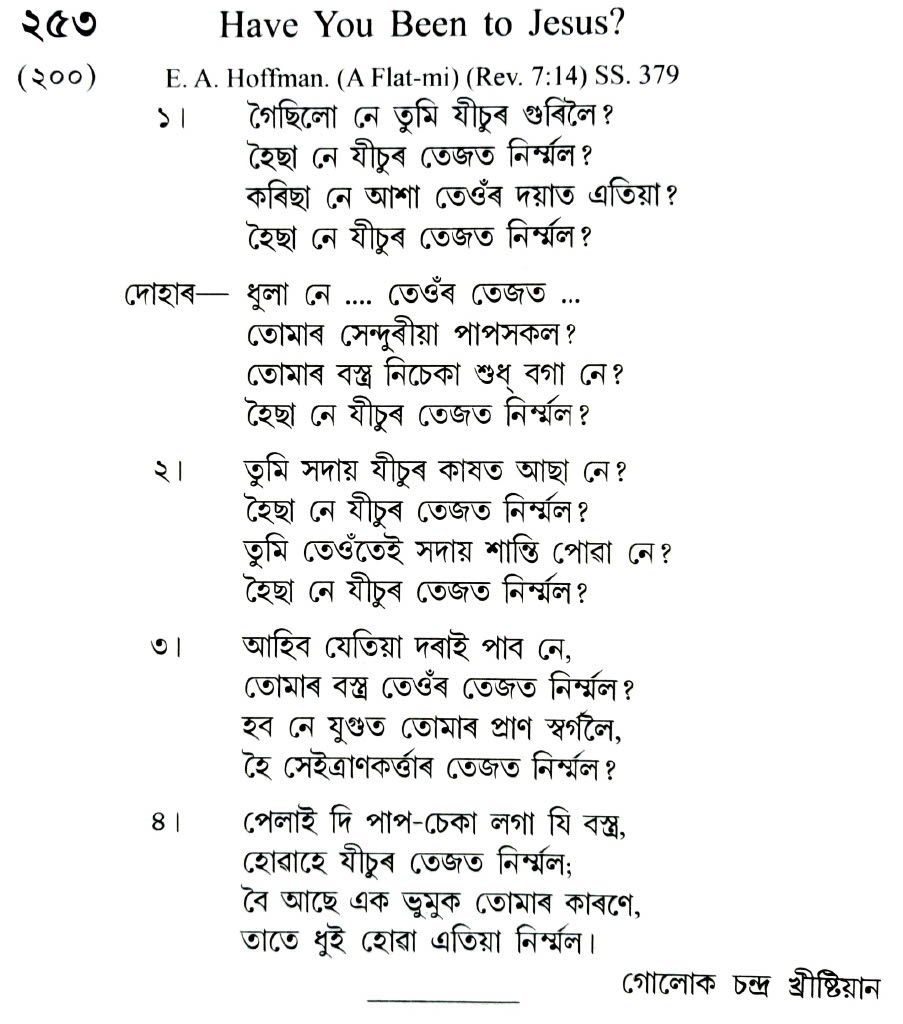 ২৫৩ Have You Been to Jesus?
(২০০) E. A. Hoffman. (A Flat-mi) (Rev. 7:14) SS. 379
১। গৈছিলো নে তুমি যীচুৰ গুৰিলৈ?
হৈছা নে যীচুৰ তেজত নিৰ্ম্মল?
কৰিছা নে আশা তেওঁৰ দয়াত এতিয়া?
হৈছা নে যীচুৰ তেজত নিৰ্ম্মল?
দোহাৰ— ধুলা নে .... তেওঁৰ তেজত ...
তোমাৰ সেন্দুৰীয়া পাপসকল?
তোমাৰ বস্ত্ৰ নিচেকা শুধ্ বগা নে?
হৈছা নে যীচুৰ তেজত নিৰ্ম্মল?
২। তুমি সদায় যীচুৰ কাষত আছা নে?
হৈছা নে যীচুৰ তেজত নিৰ্ম্মল?
তুমি তেওঁতেই সদায় শান্তি পোৱা নে?
হৈছা নে যীচুৰ তেজত নিৰ্ম্মল?
৩। আহিব যেতিয়া দৰাই পাব নে,
তোমাৰ বস্ত্ৰ তেওঁৰ তেজত নিৰ্ম্মল?
হব নে যুগুত তোমাৰ প্ৰাণ স্বৰ্গলৈ,
হৈ সেইত্ৰাণকৰ্ত্তাৰ তেজত নিৰ্ম্মল?
৪। পেলাই দি পাপ-চেকা লগা যি বস্ত্ৰ,
হোৱাহে যীচুৰ তেজত নিৰ্ম্মল;
বৈ আছে এক ভুমুক তোমাৰ কাৰণে,
তাতে ধুই হোৱা এতিয়া নিৰ্ম্মল।
গোলোক চন্দ্ৰ খ্ৰীষ্টিয়ান